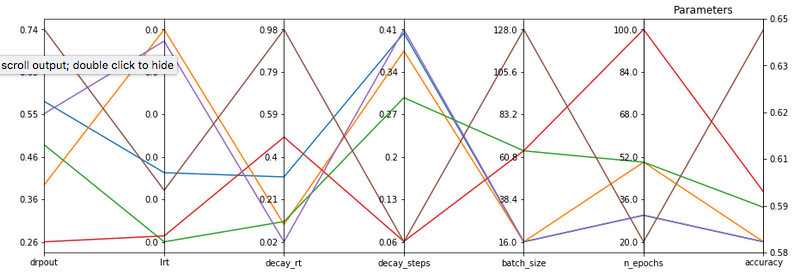 Parameters
0.74 0.0 0.98 0.41 128.0 100.0 0.65
scroll output; double click to hide
0.79 0.34 105.6 84.0 0.63
0.55 0.0 0.59 0.27 83.2 68.0 0.62
0.46 0.0 0.4 0.2 60.8 52.0 0.61
0.36 0.0 0.21 0.13 38.4 36.0 0.59
0.26 0.0 0.02 0.06 16.0 20.0 0.58
drpout lrt decay_rt decay_steps batch_size n_epochs accuracy